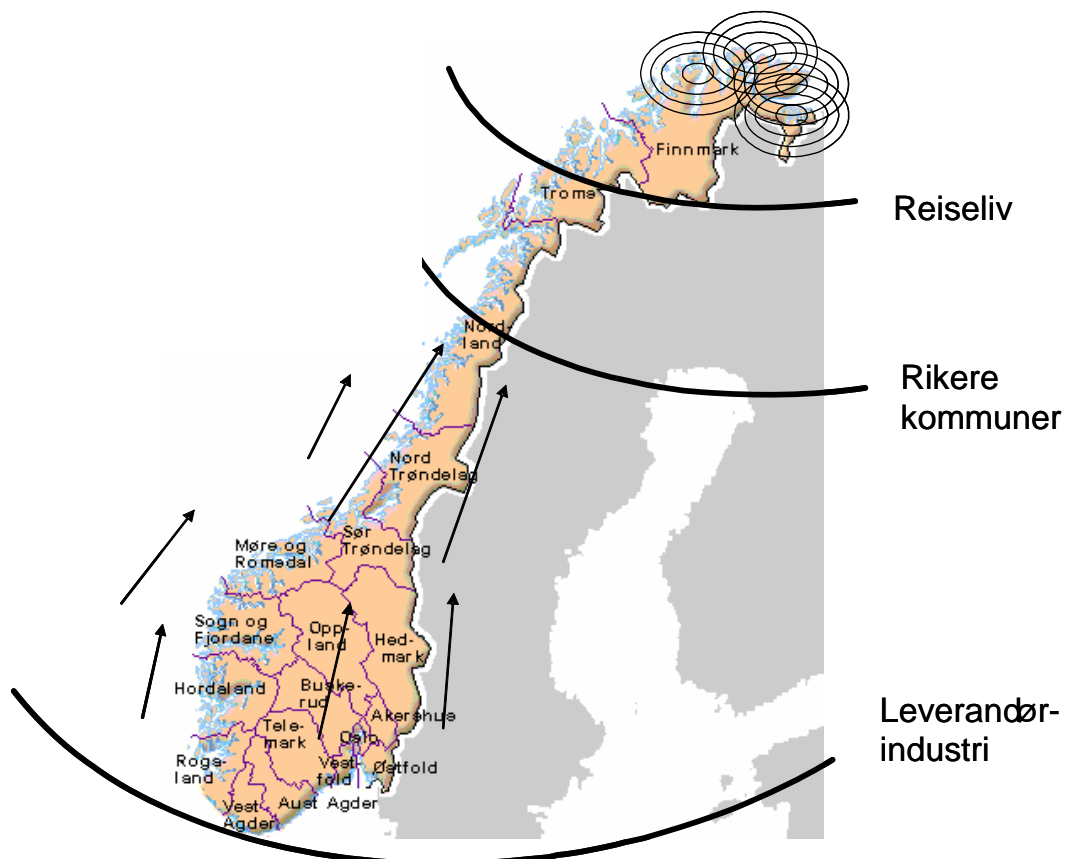 Finnmark
Troms
Reiseliv
Nord-
land
Rikere
kommuner
Nord
Trøndelag
Sør
Trøndelag
Møre og
Romsdal
Sogn og
Fjordane
Opp-
land
Hed-
mark
Hordaland
Buske-
rud
Akershus
Tele-
mark
Oslo
Leverandør-
industri
Roga-
land
Vest-
fold
Østfold
Vest
Agder
Aust Agder